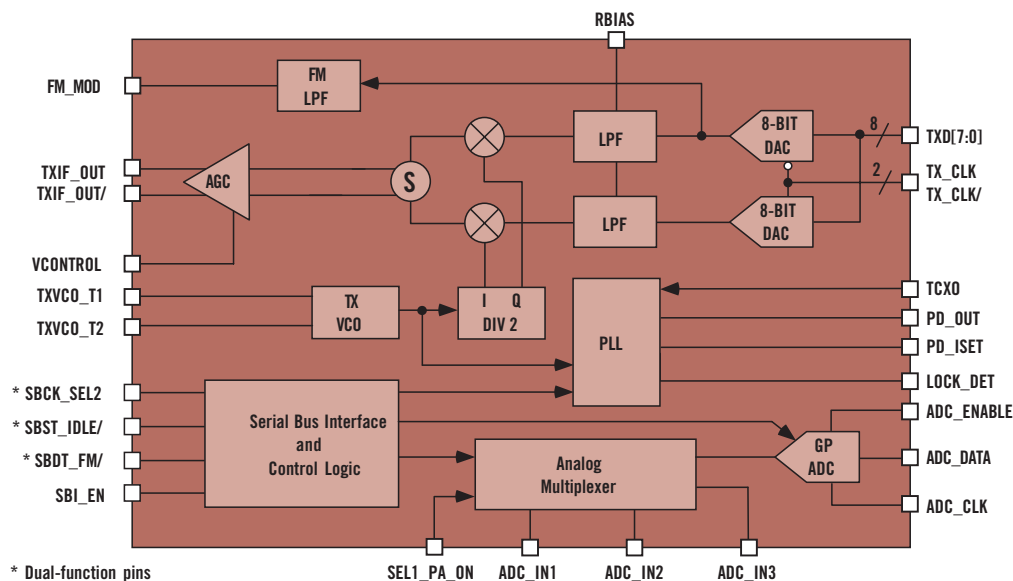 RBIAS
FM_MOD
FM
LPF
LPF
8-BIT
DAC
8
TXD[7:0]
TXIF_OUT
TXIF_OUT/
AGC
S
2
TX_CLK
TX_CLK/
LPF
8-BIT
DAC
VCONTROL
TXVCO_T1
TXVCO_T2
TX
VCO
I Q
DIV 2
PLL
TCXO
PD_OUT
PD_ISET
LOCK_DET
* SBCK_SEL2
* SBST_IDLE/
* SBDT_FM/
SBI_EN
Serial Bus Interface
and
Control Logic
Analog
Multiplexer
GP
ADC
ADC_ENABLE
ADC_DATA
ADC_CLK
* Dual-function pins
SEL1_PA_ON
ADC_IN1
ADC_IN2
ADC_IN3